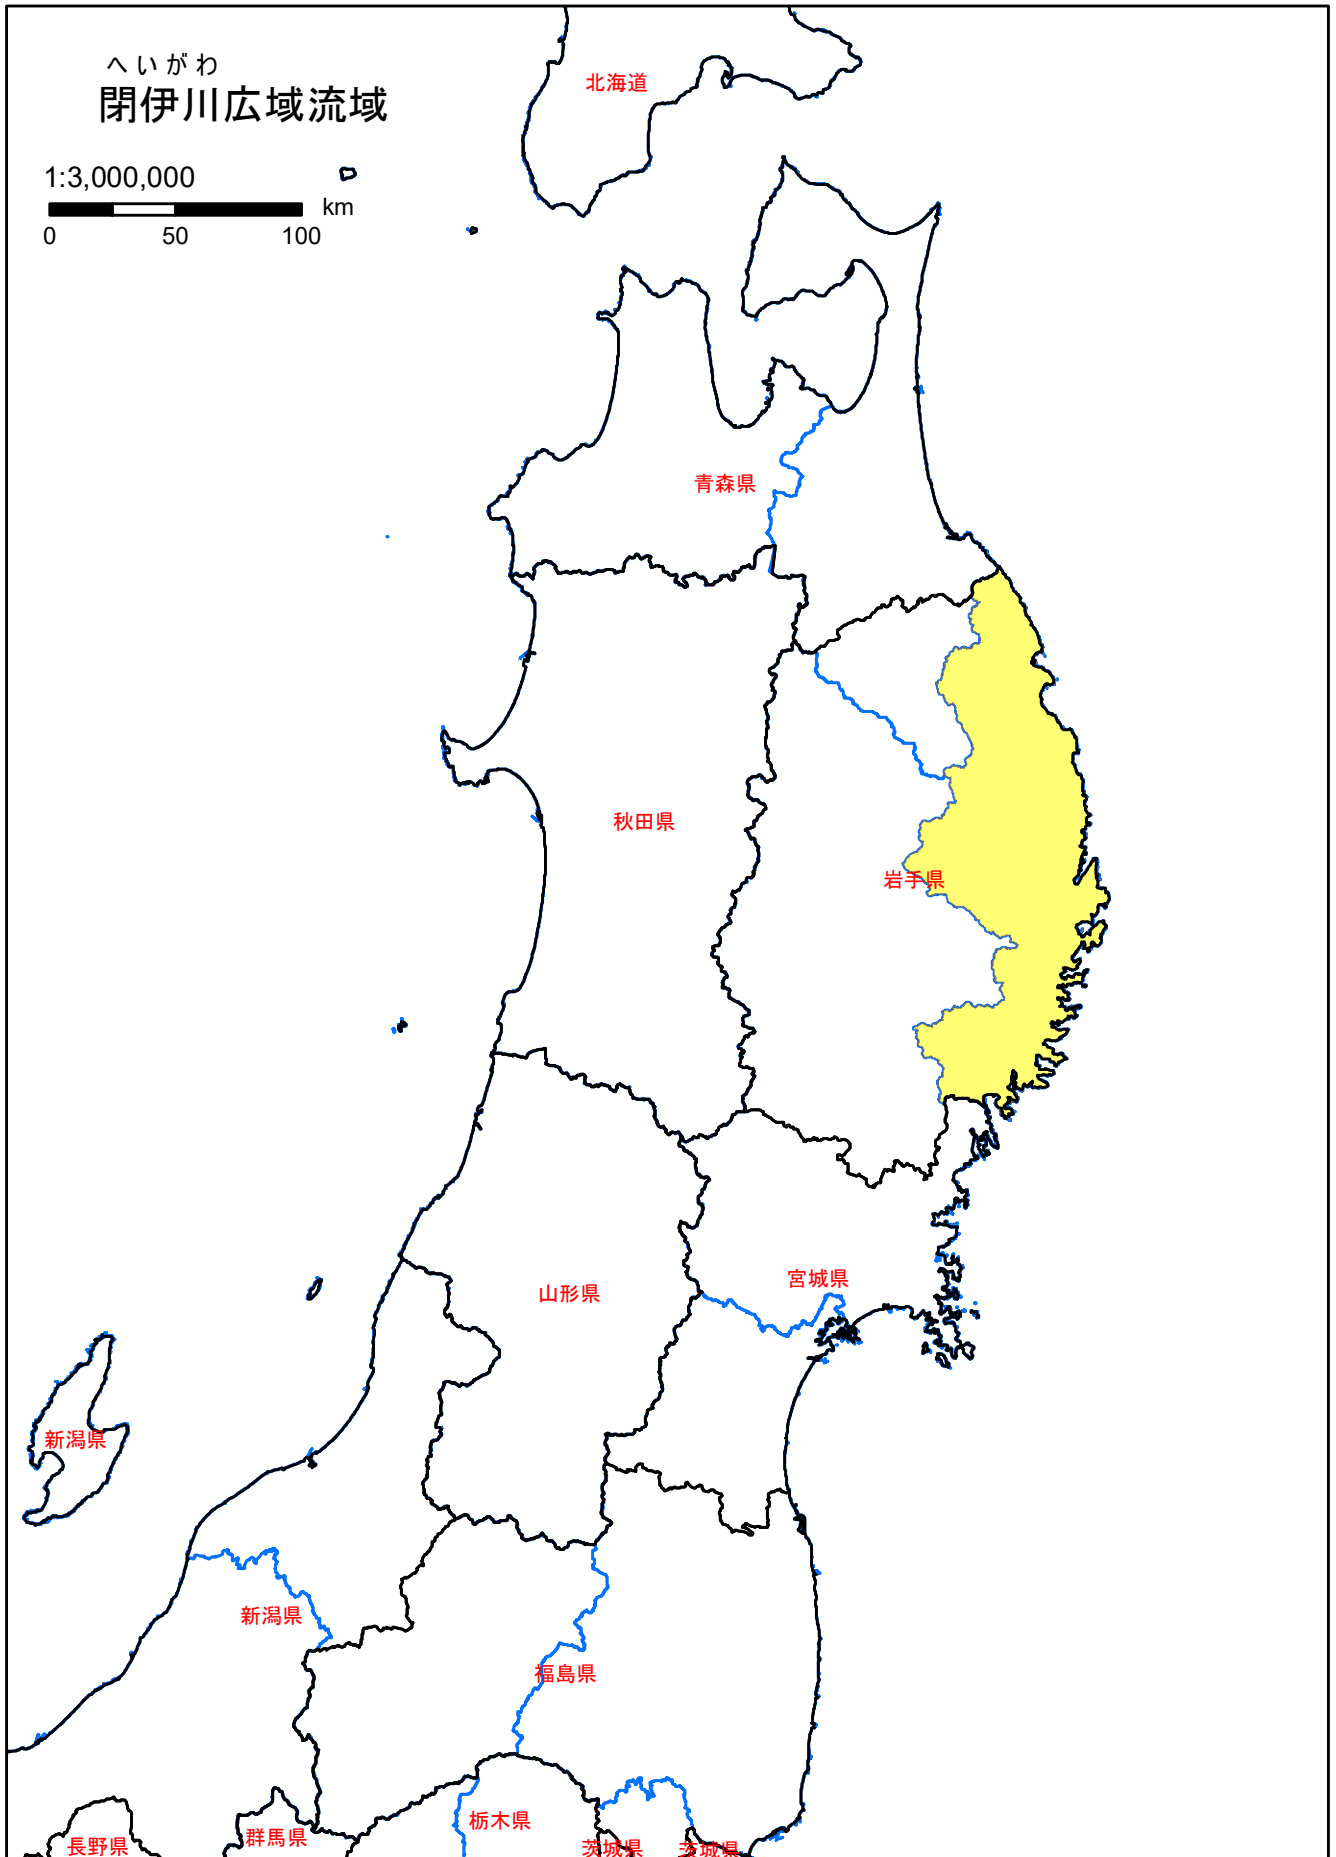 へいがわ
閉伊川広域流域
1:3,000,000
km
0 50 100
北海道
青森県
秋田県
岩手県
山形県
宮城県
新潟県
新潟県
福島県
栃木県
群馬県
長野県
茨城県
茨城県